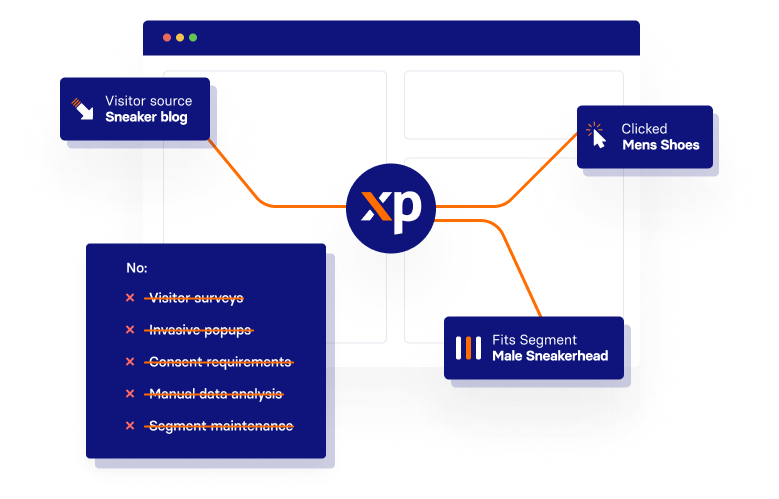 Visitor source
Sneaker blog
Clicked
Mens Shoes
xp
No:
Visitor surveys
Invasive popups
Consent requirements
Manual data analysis
Segment maintenance
Fits Segment
Male Sneakerhead